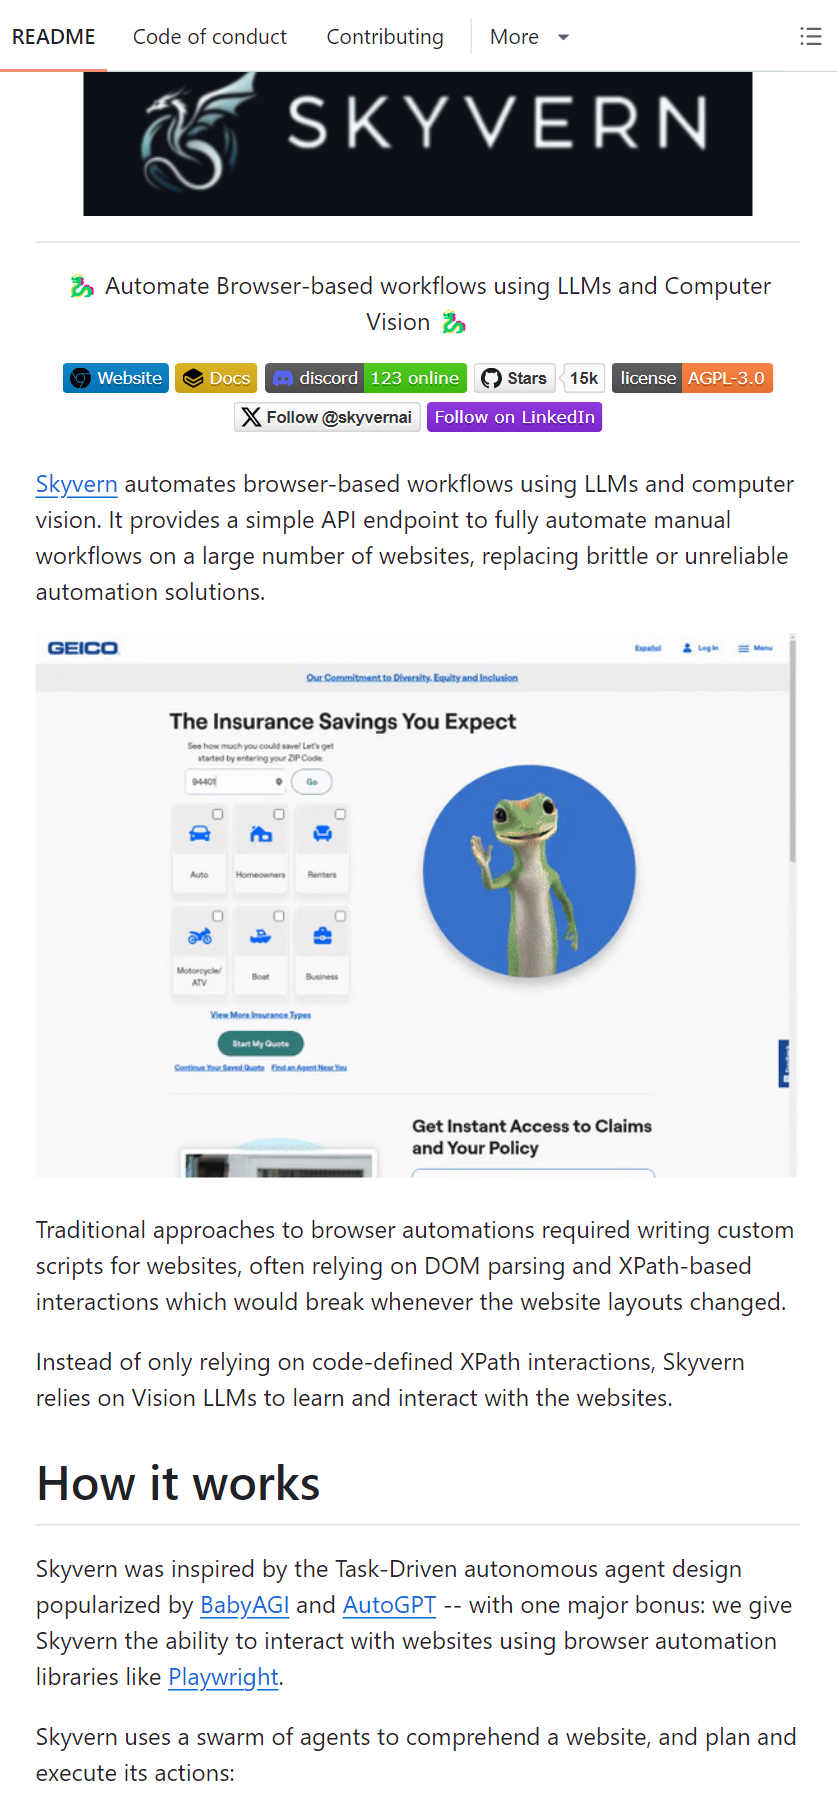 README
Code of conduct
Contributing
More
SKYVERN
🐉 Automate Browser-based workflows using LLMs and Computer
Vision 🐉
Website
Docs
discord 123 online
Stars 15k
license AGPL-3.0
Follow @skyvernai
Follow on LinkedIn
Skyvern automates browser-based workflows using LLMs and computer
vision. It provides a simple API endpoint to fully automate manual
workflows on a large number of websites, replacing brittle or unreliable
automation solutions.
GEICO
Español
Log In
Menu
Our Commitment to Diversity, Equity and Inclusion
The Insurance Savings You Expect
See how much you could save! Let's get
started by entering your ZIP Code:
94401
Go
Auto
Homeowners
Renters
Motorcycle/
ATV
Boat
Business
View More Insurance Types
Start My Quote
Continue Your Saved Quote
Find an Agent Near You
Feedback
Get Instant Access to Claims
and Your Policy
Traditional approaches to browser automations required writing custom
scripts for websites, often relying on DOM parsing and XPath-based
interactions which would break whenever the website layouts changed.
Instead of only relying on code-defined XPath interactions, Skyvern
relies on Vision LLMs to learn and interact with the websites.
How it works
Skyvern was inspired by the Task-Driven autonomous agent design
popularized by BabyAGI and AutoGPT -- with one major bonus: we give
Skyvern the ability to interact with websites using browser automation
libraries like Playwright.
Skyvern uses a swarm of agents to comprehend a website, and plan and
execute its actions: